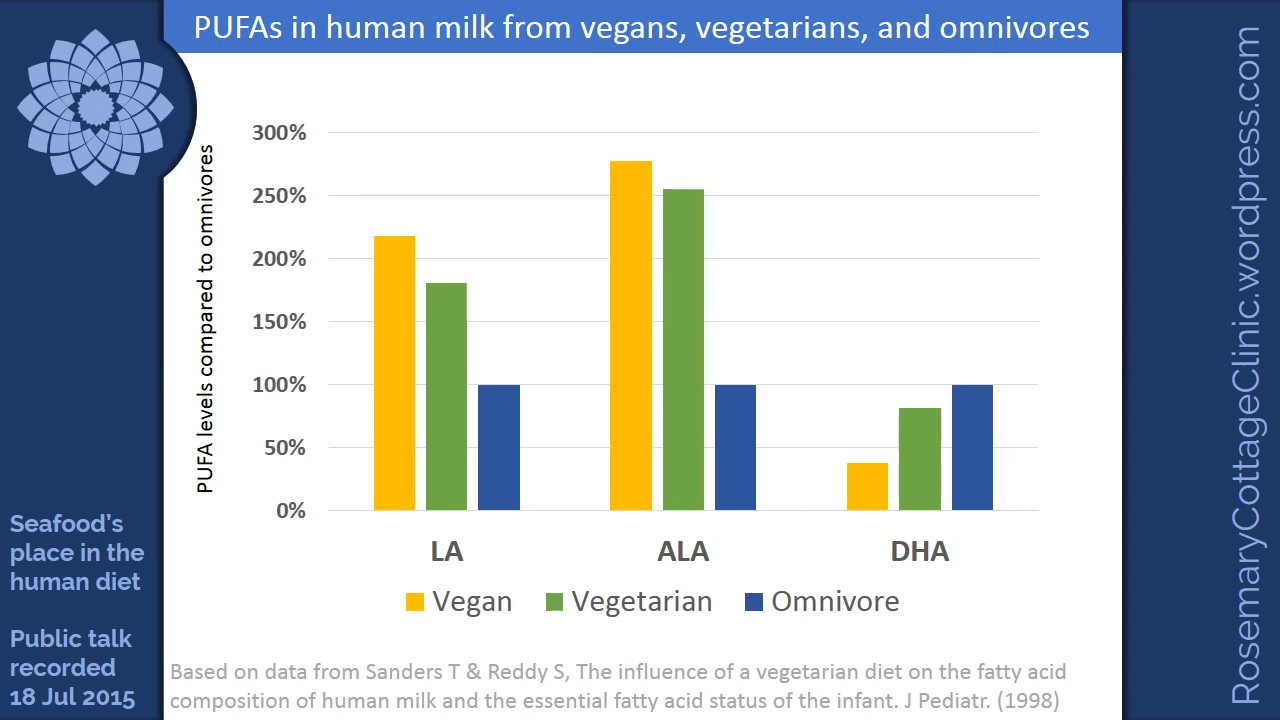 PUFAs in human milk from vegans, vegetarians, and omnivores
PUFA levels compared to omnivores
300%
250%
200%
150%
100%
50%
0%
LA
ALA
DHA
Vegan
Vegetarian
Omnivore
Based on data from Sanders T & Reddy S, The influence of a vegetarian diet on the fatty acid
composition of human milk and the essential fatty acid status of the infant. J Pediatr. (1998)
Seafood's
place in the
human diet
Public talk
recorded
18 Jul 2015
RosemaryCottageClinic.wordpress.com